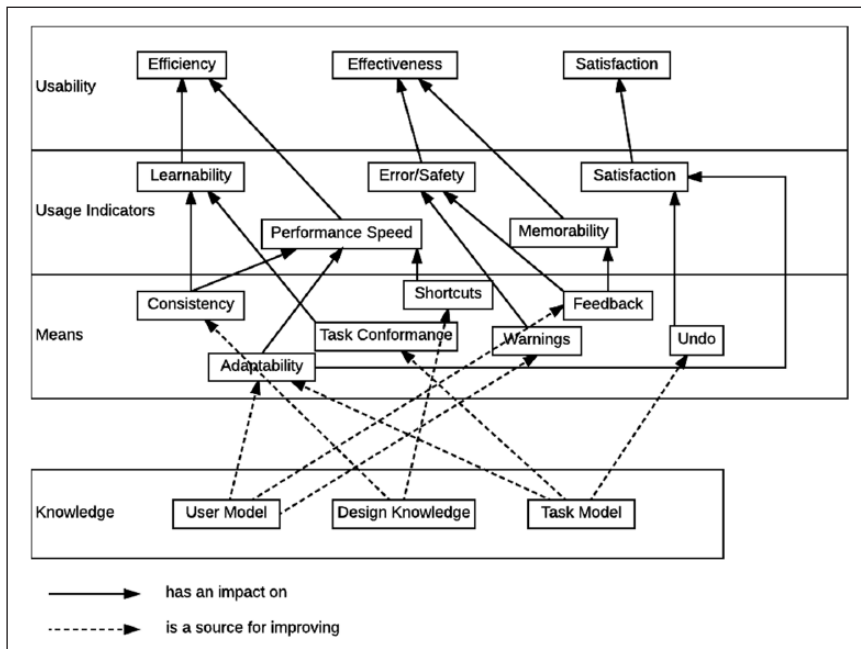 Efficiency
Effectiveness
Satisfaction
Usability
Learnability
Error/Safety
Satisfaction
Usage Indicators
Performance Speed
Memorability
Shortcuts
Consistency
Feedback
Means
Task Conformance
Warnings
Undo
Adaptability
Knowledge
User Model
Design Knowledge
Task Model
has an impact on
is a source for improving